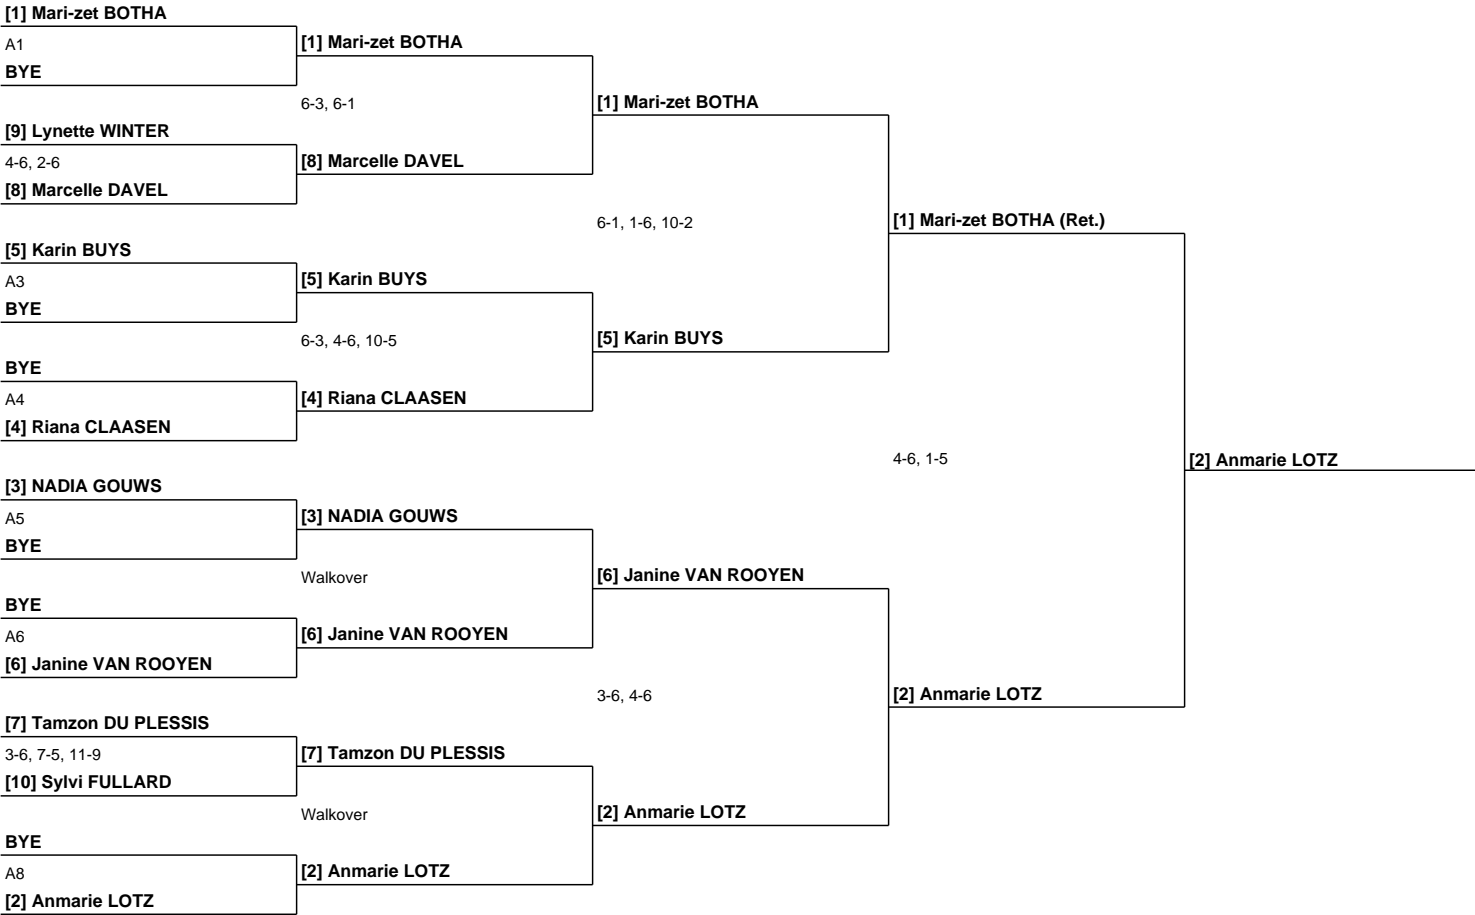 [1] Mari-zet BOTHA
A1
BYE
[9] Lynette WINTER
4-6, 2-6
[8] Marcelle DAVEL
[5] Karin BUYS
A3
BYE
BYE
A4
[4] Riana CLAASEN
[3] NADIA GOUWS
A5
BYE
BYE
A6
[6] Janine VAN ROOYEN
[7] Tamzon DU PLESSIS
3-6, 7-5, 11-9
[10] Sylvi FULLARD
BYE
A8
[2] Anmarie LOTZ
[1] Mari-zet BOTHA
6-3, 6-1
[8] Marcelle DAVEL
[5] Karin BUYS
6-3, 4-6, 10-5
[4] Riana CLAASEN
[3] NADIA GOUWS
Walkover
[6] Janine VAN ROOYEN
[7] Tamzon DU PLESSIS
Walkover
[2] Anmarie LOTZ
[1] Mari-zet BOTHA
6-1, 1-6, 10-2
[5] Karin BUYS
[6] Janine VAN ROOYEN
3-6, 4-6
[2] Anmarie LOTZ
[1] Mari-zet BOTHA (Ret.)
4-6, 1-5
[2] Anmarie LOTZ
[2] Anmarie LOTZ